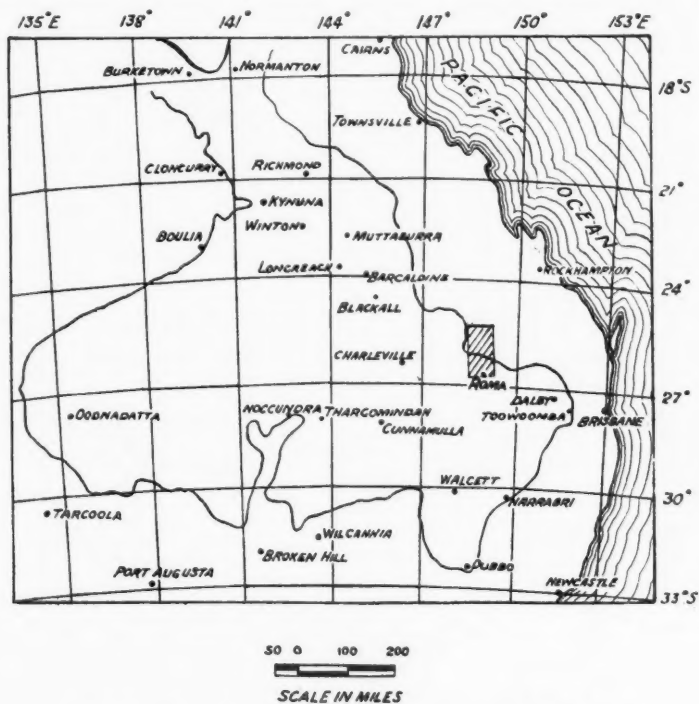 135°E 138° 141° 144° 147° 150° 153°E
CAIRNS
BURKETOWN
NORMANTON
PACIFIC
OCEAN
18°S
TOWNSVILLE
CLONCURRY
RICHMOND
21°S
KYNUNA
WINTON
BOULIA
MUTTABURRA
LONGREACH
BARCALDINE
ROCKHAMPTON
24°S
BLACKALL
CHARLEVILLE
ROMA
27°S
OODNADATTA
NOCCUNDRA
THARGOMINDAH
CUNNAMULLA
DALBY
TOOWOOMBA
BRISBANE
WALGETT
NARRABRI
30°S
TARCOOLA
WILCANNIA
BROKEN HILL
DUBBO
PORT AUGUSTA
NEWCASTLE
33°S
50 0 100 200
SCALE IN MILES